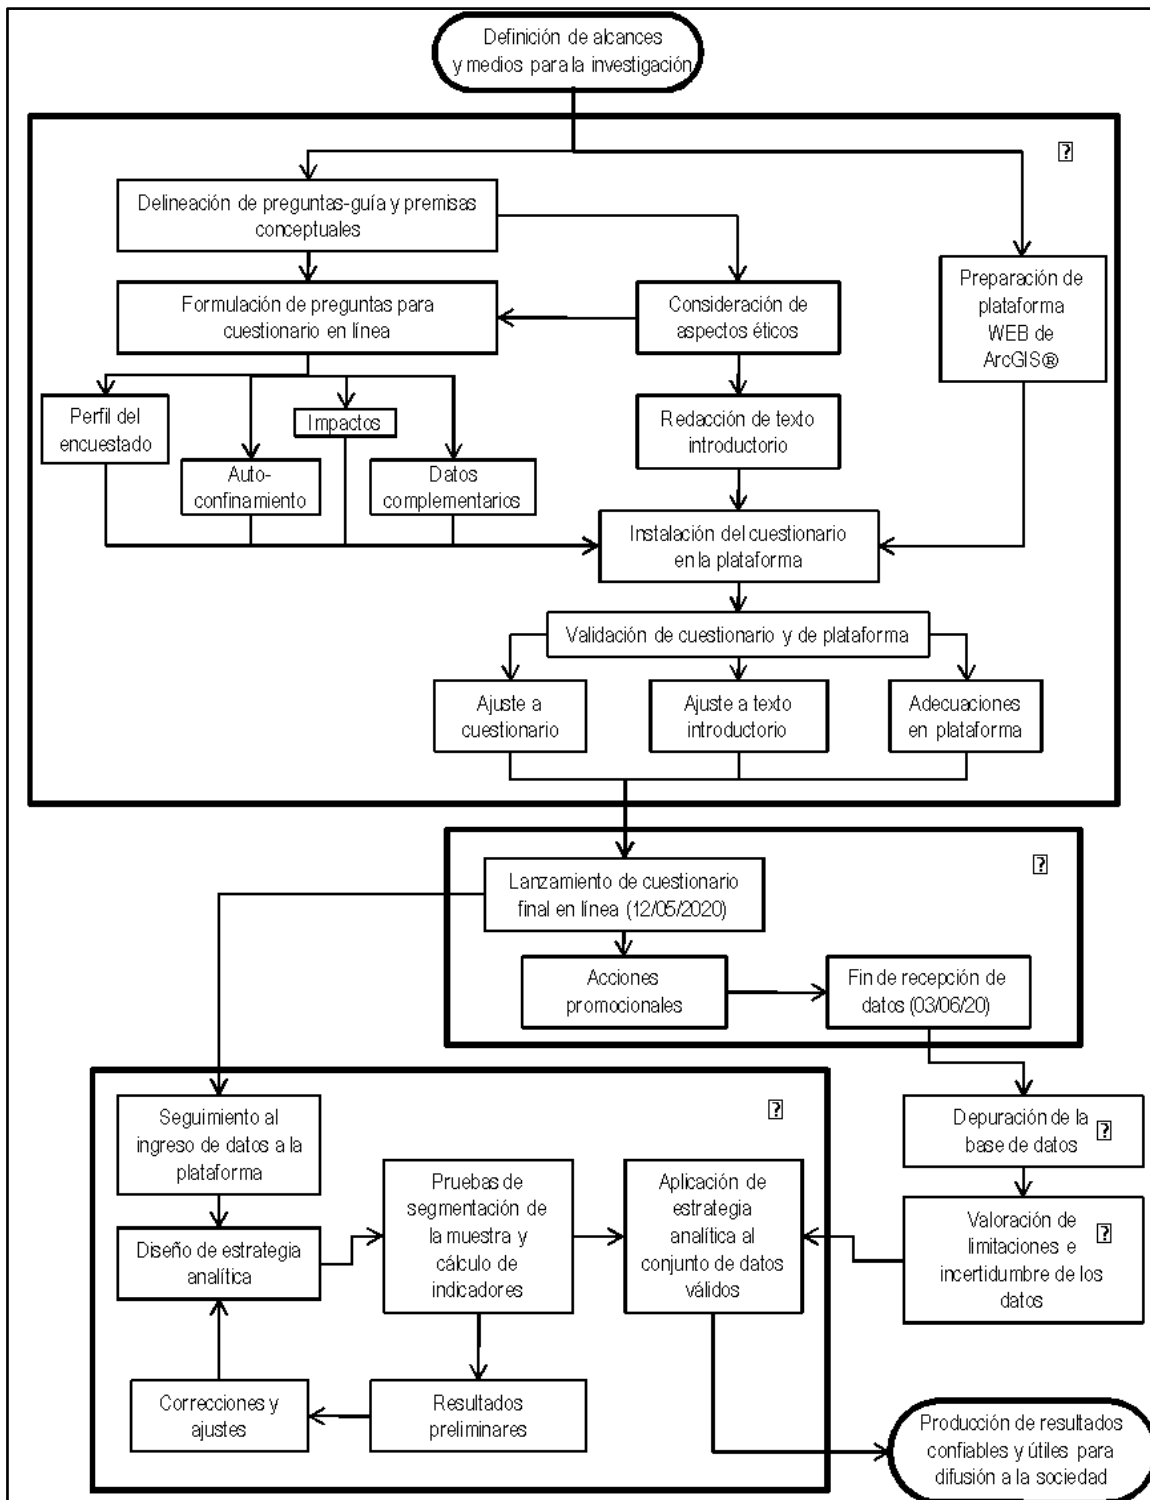 Definición de alcances
y medios para la investigación
Delineación de preguntas-guía y premisas
conceptuales
Formulación de preguntas para
cuestionario en línea
Consideración de
aspectos éticos
Preparación de
plataforma
WEB de
ArcGIS®
Perfil del
encuestado
Impactos
Redacción de texto
introductorio
Auto-
confinamiento
Datos
complementarios
Instalación del cuestionario
en la plataforma
Validación de cuestionario y de plataforma
Ajuste a
cuestionario
Ajuste a texto
introductorio
Adecuaciones
en plataforma
Lanzamiento de cuestionario
final en línea (12/05/2020)
Acciones
promocionales
Fin de recepción de
datos (03/06/20)
Seguimiento al
ingreso de datos a la
plataforma
Depuración de la
base de datos
Pruebas de
segmentación de
la muestra y
cálculo de
indicadores
Aplicación de
estrategia
analítica al
conjunto de datos
válidos
Valoración de
limitaciones e
incertidumbre de los
datos
Diseño de estrategia
analítica
Correcciones y
ajustes
Resultados
preliminares
Producción de resultados
confiables y útiles para
difusión a la sociedad